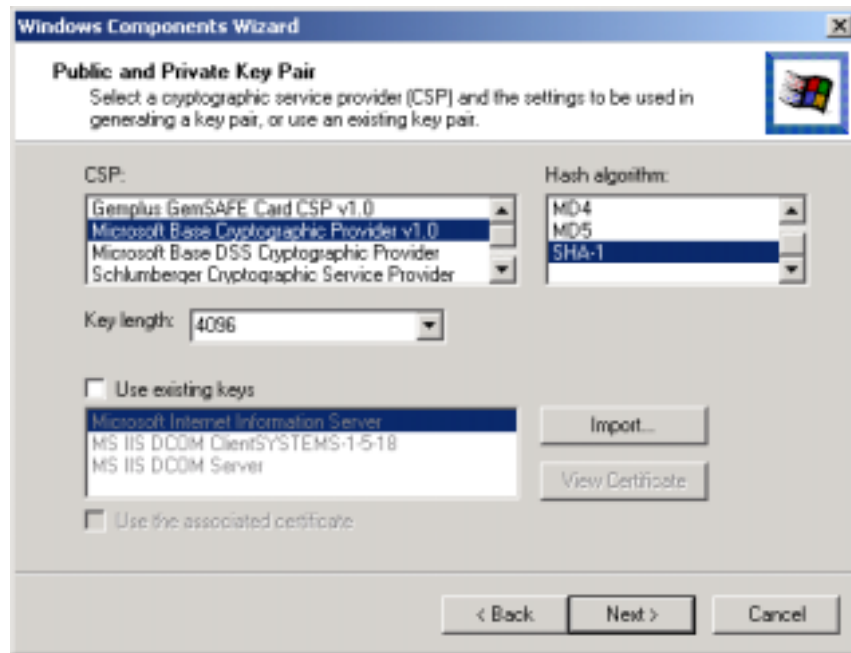 Windows Components Wizard
Public and Private Key Pair
Select a cryptographic service provider (CSP) and the settings to be used in
generating a key pair, or use an existing key pair.
CSP:
Gemplus GemSAFE Card CSP v1.0
Microsoft Base Cryptographic Provider v1.0
Microsoft Base DSS Cryptographic Provider
Schlumberger Cryptographic Service Provider
Hash algorithm:
MD4
MD5
SHA-1
Key length: 4096
Use existing keys
Microsoft Internet Information Server
MS IIS DCOM ClientSYSTEMS-1-5-18
MS IIS DCOM Server
Import...
View Certificate
Use the associated certificate
< Back Next > Cancel